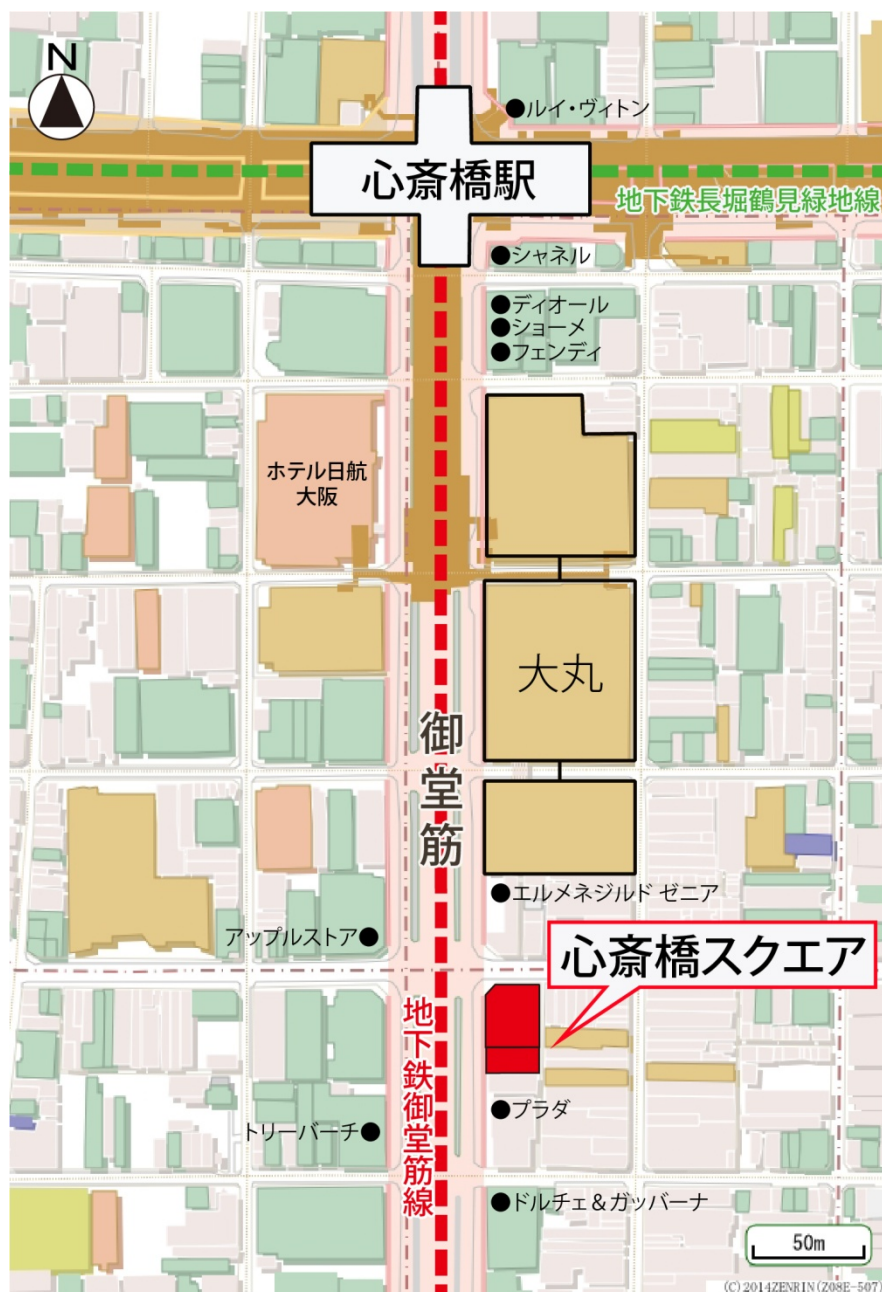 N
●ルイ・ヴィトン
心斎橋駅
地下鉄長堀鶴見緑地線
●シャネル
●ディオール
●ショーメ
●フェンディ
ホテル日航
大阪
大丸
御堂筋
●エルメネジルド ゼニア
アップルストア●
心斎橋スクエア
地下鉄御堂筋線
●プラダ
トリーバーチ●
●ドルチェ＆ガッバーナ
50m
(C) 2014ZENRIN(Z08E-507)